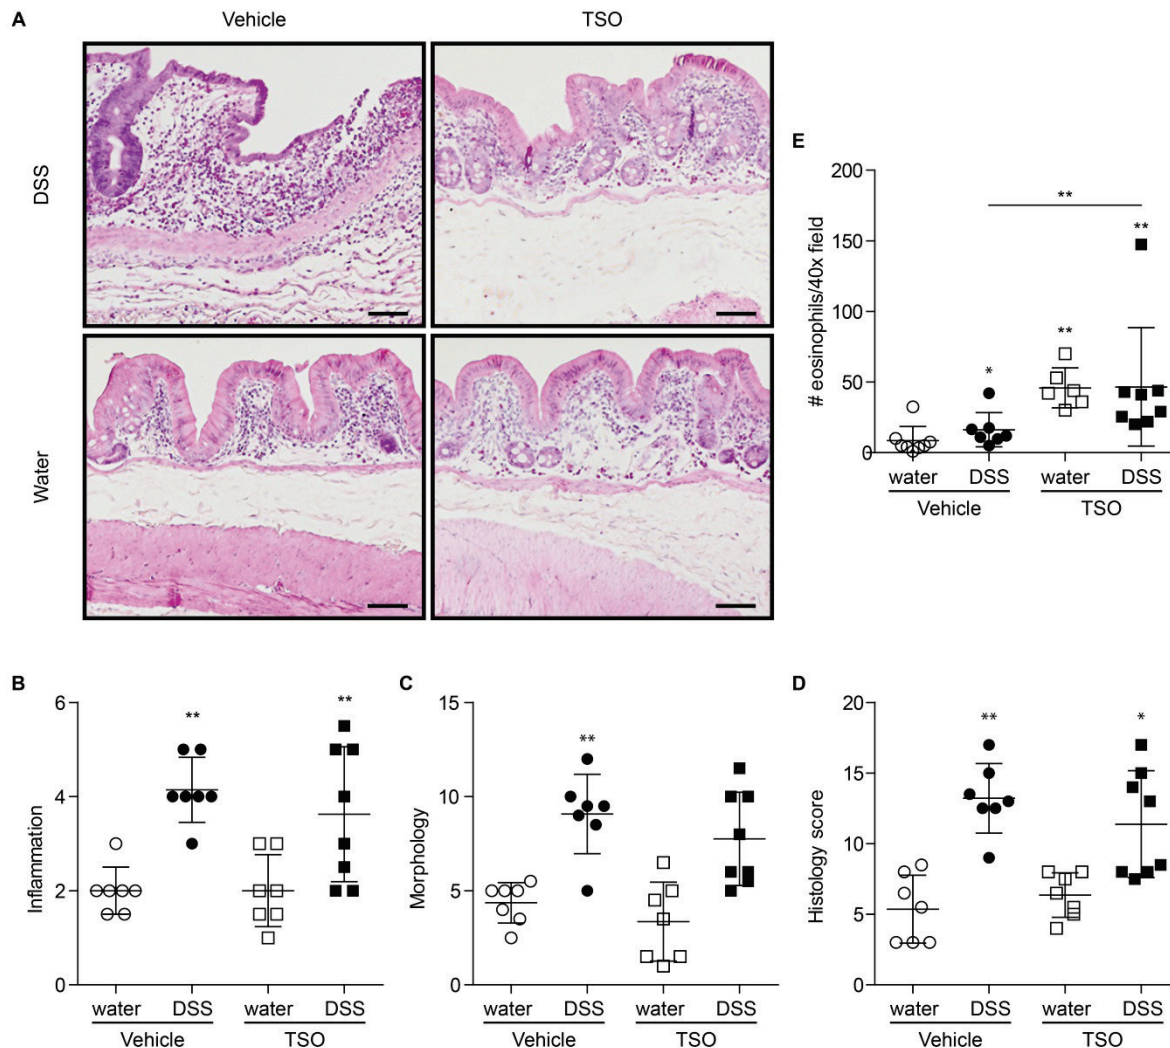 A
Vehicle
TSO
DSS
Water
E
# eosinophils/40x field
200
150
100
50
0
**
**
**
*
water
DSS
water
DSS
Vehicle
TSO
B
Inflammation
6
4
2
0
**
**
water
DSS
water
DSS
Vehicle
TSO
C
Morphology
15
10
5
0
**
water
DSS
water
DSS
Vehicle
TSO
D
Histology score
20
15
10
5
0
**
*
water
DSS
water
DSS
Vehicle
TSO